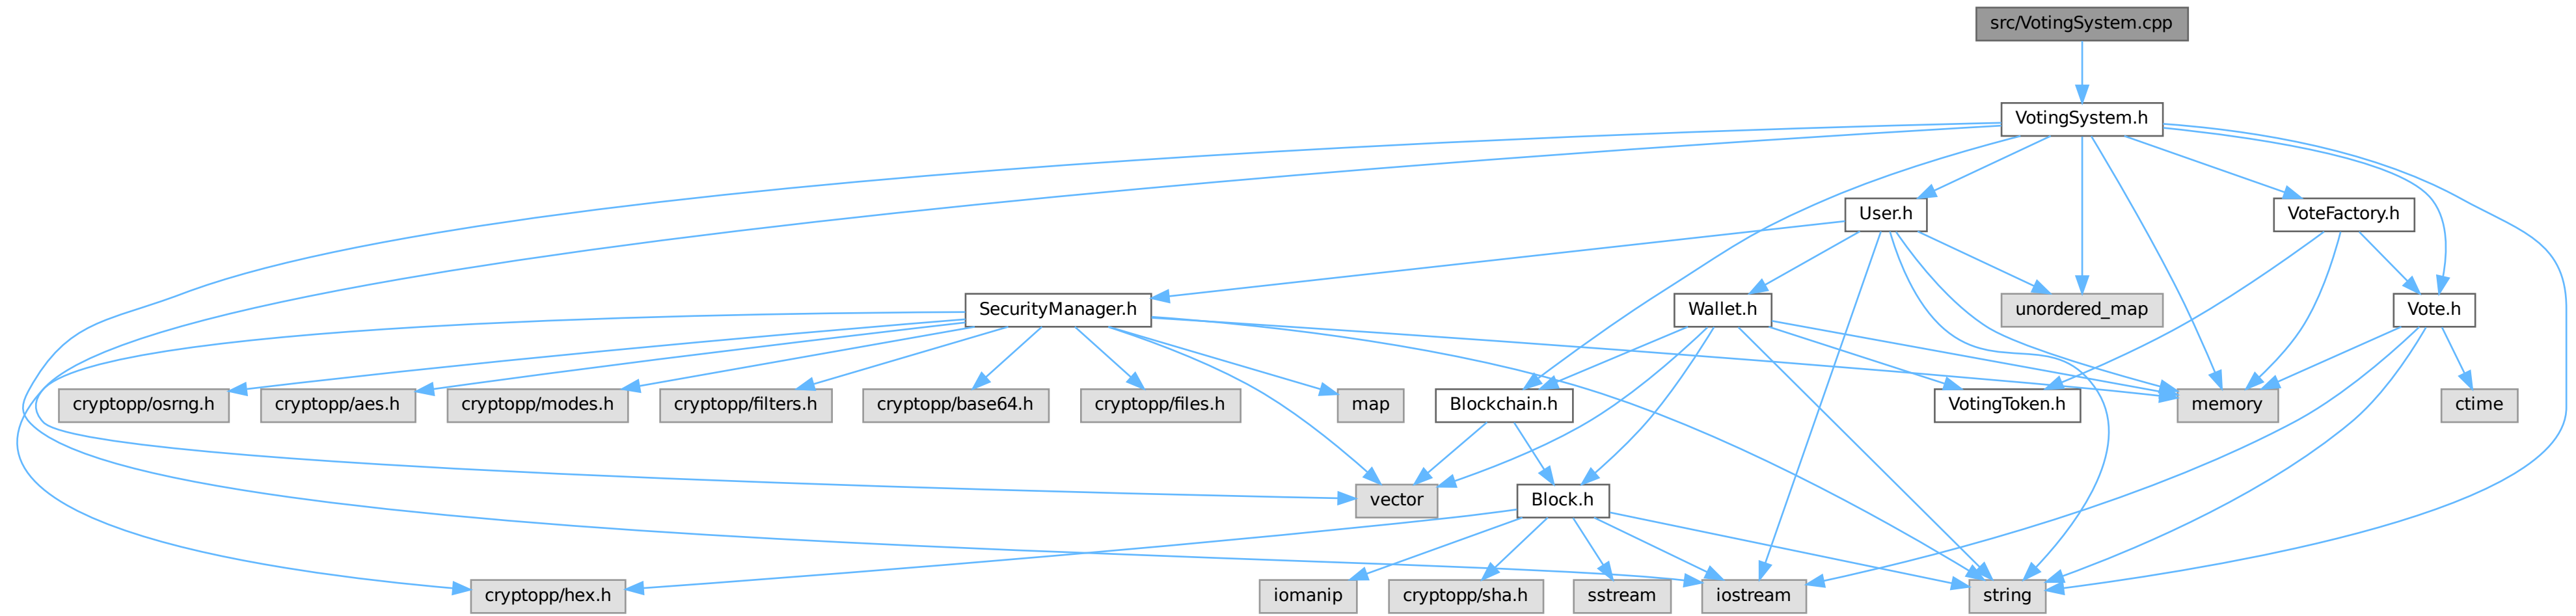 src/VotingSystem.cpp
VotingSystem.h
User.h
VoteFactory.h
SecurityManager.h
Wallet.h
unordered_map
Vote.h
cryptopp/osrng.h
cryptopp/aes.h
cryptopp/modes.h
cryptopp/filters.h
cryptopp/base64.h
cryptopp/files.h
map
Blockchain.h
VotingToken.h
memory
ctime
vector
Block.h
cryptopp/hex.h
iomanip
cryptopp/sha.h
sstream
iostream
string